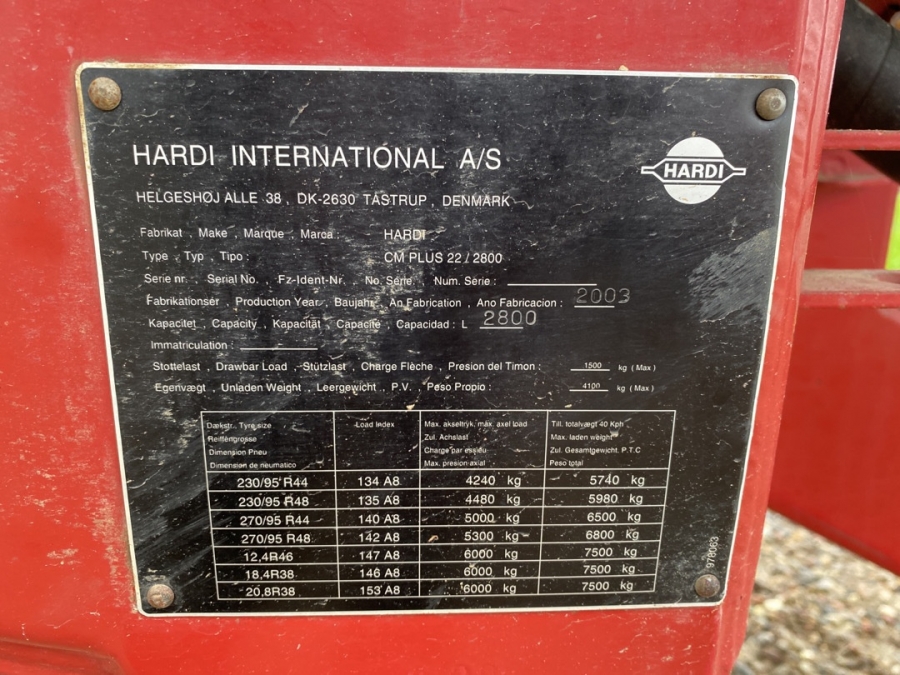 HARDI INTERNATIONAL A/S
HARDI
HELGESHØJ ALLE 38, DK-2630 TÅSTRUP, DENMARK
Fabrikat, Make, Marque, Marca: HARDI
Type, Typ, Tipo: CM PLUS 22/2800
Serie nr. Serial No. Fz-Ident-Nr. No. Série. Num. Série:
Fabrikationsår, Production Year, Baujahr, An Fabrication, Ano Fabricacion: 2003
Kapacitet, Capacity, Kapacität, Capacité, Capacidad: L 2800
Immatriculation:
Støttelast, Drawbar Load, Stützlast, Charge Flèche, Presion del Timon: 1500 kg (Max)
Egenvægt, Unladen Weight, Leergewicht, P.V., Peso Propio: 4100 kg (Max)
Dækstr. Tyre size Load Index Max. akseltryk, max. axel load Till. totalvægt 40 Kph
Reiffengrosse Zul. Achslast Max. laden weight
Dimension Pneu Charge par essieu Zul. Gesamtgewicht. P.T.C
Dimension de neumatico Max. presion axial Peso total
230/95 R44 134 A8 4240 kg 5740 kg
230/95 R48 135 A8 4480 kg 5980 kg
270/95 R44 140 A8 5000 kg 6500 kg
270/95 R48 142 A8 5300 kg 6800 kg
12,4R46 147 A8 6000 kg 7500 kg
18,4R38 146 A8 6000 kg 7500 kg
20,8R38 153 A8 6000 kg 7500 kg
978063